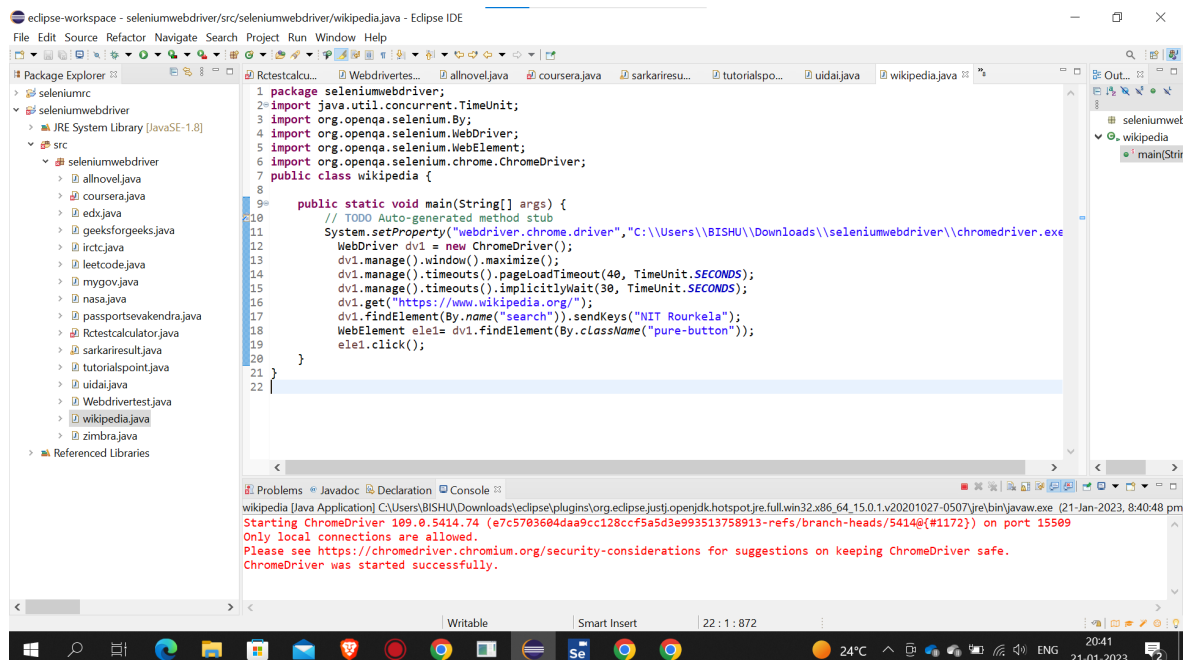 eclipse-workspace - seleniumwebdriver/src/seleniumwebdriver/wikipedia.java - Eclipse IDE
File Edit Source Refactor Navigate Search Project Run Window Help
Package Explorer
Rctestcalcu... Webdrivertes... allnovel.java coursera.java sarkariresu... tutorialspo... uidai.java wikipedia.java
Out...
seleniumrc
seleniumwebdriver
JRE System Library [JavaSE-1.8]
src
seleniumwebdriver
allnovel.java
coursera.java
edx.java
geeksforgeeks.java
irctc.java
leetcode.java
mygov.java
nasa.java
passportsevakendra.java
Rctestcalculator.java
sarkariresult.java
tutorialspoint.java
uidai.java
Webdrivertest.java
wikipedia.java
zimbra.java
Referenced Libraries
1 package seleniumwebdriver;
2 import java.util.concurrent.TimeUnit;
3 import org.openqa.selenium.By;
4 import org.openqa.selenium.WebDriver;
5 import org.openqa.selenium.WebElement;
6 import org.openqa.selenium.chrome.ChromeDriver;
7 public class wikipedia {
8
9 public static void main(String[] args) {
10 // TODO Auto-generated method stub
11 System.setProperty("webdriver.chrome.driver","C:\\Users\\BISHU\\Downloads\\seleniumwebdriver\\chromedriver.exe
12 WebDriver dv1 = new ChromeDriver();
13 dv1.manage().window().maximize();
14 dv1.manage().timeouts().pageLoadTimeout(40, TimeUnit.SECONDS);
15 dv1.manage().timeouts().implicitlyWait(30, TimeUnit.SECONDS);
16 dv1.get("https://www.wikipedia.org/");
17 dv1.findElement(By.name("search")).sendKeys("NIT Rourkela");
18 WebElement ele1= dv1.findElement(By.className("pure-button"));
19 ele1.click();
20 }
21 }
22
seleniumweb
wikipedia
main(Strin
Problems Javadoc Declaration Console
wikipedia [Java Application] C:\Users\BISHU\Downloads\eclipse\plugins\org.eclipse.justj.openjdk.hotspot.jre.full.win32.x86_64_15.0.1.v20201027-0507\jre\bin\javaw.exe (21-Jan-2023, 8:40:48 pm
Starting ChromeDriver 109.0.5414.74 (e7c5703604daa9cc128ccf5a5d3e993513758913-refs/branch-heads/5414@{#1172}) on port 15509
Only local connections are allowed.
Please see https://chromedriver.chromium.org/security-considerations for suggestions on keeping ChromeDriver safe.
ChromeDriver was started successfully.
Writable Smart Insert 22 : 1 : 872
Se
24°C ENG
20:41
21-01-2023
2